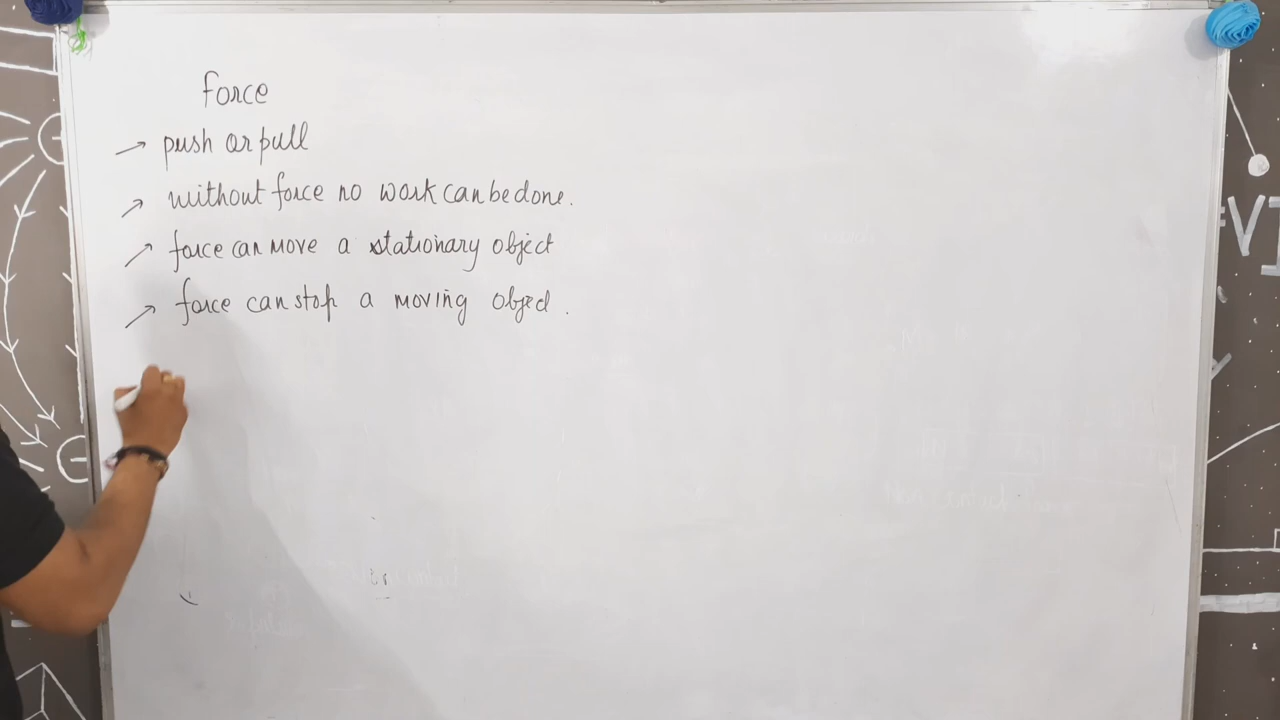 force
→ push or pull
→ without force no work can be done.
→ force can move a stationary object
→ force can stop a moving object.
VI